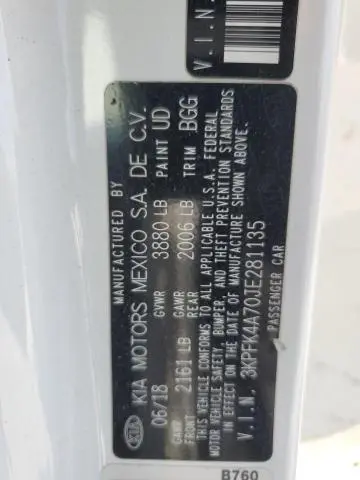 V.I.N.
MANUFACTURED BY
KIA KIA MOTORS MEXICO S.A. DE C.V.
06/18 GVWR 3880 LB PAINT UD
GAWR FRONT 2161 LB GAWR REAR 2006 LB TRIM BGG
THIS VEHICLE CONFORMS TO ALL APPLICABLE U.S.A. FEDERAL
MOTOR VEHICLE SAFETY, BUMPER, AND THEFT PREVENTION STANDARDS
IN EFFECT ON THE DATE OF MANUFACTURE SHOWN ABOVE.
V.I.N. 3KPFK4A70JE281135
PASSENGER CAR
B760